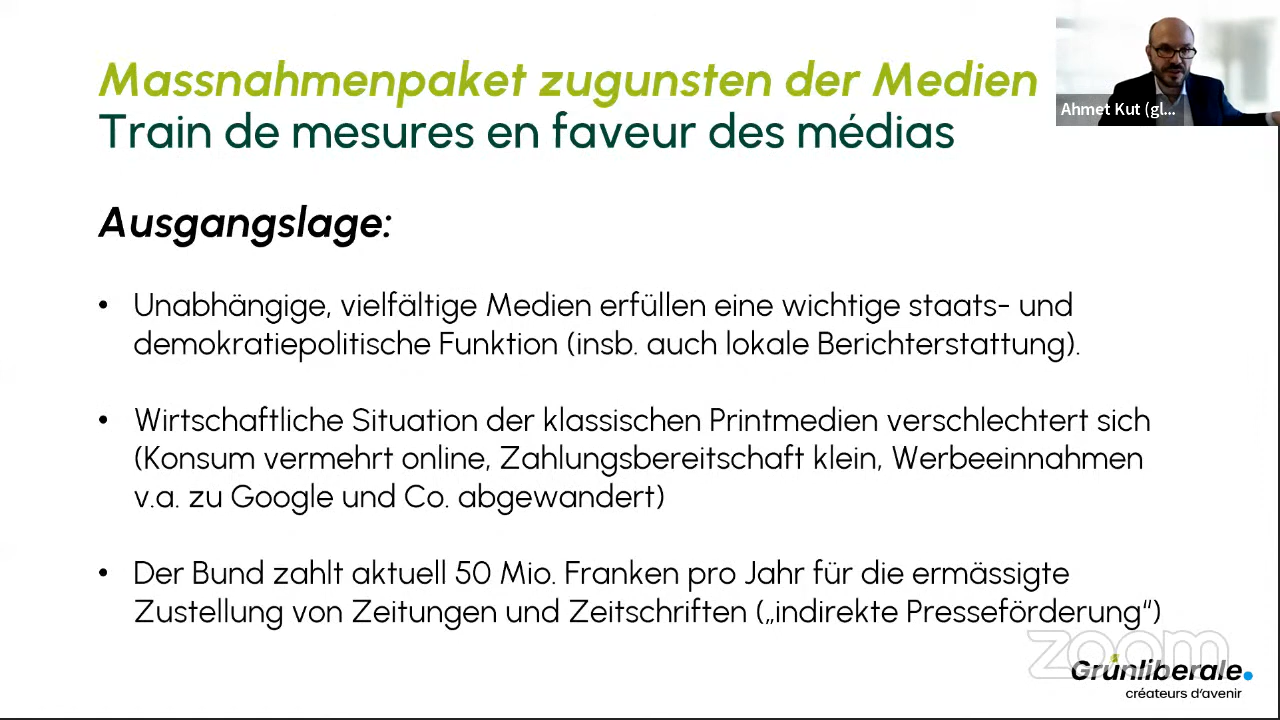 Massnahmenpaket zugunsten der Medien
Train de mesures en faveur des médias
Ahmet Kut (gl...
Ausgangslage:
• Unabhängige, vielfältige Medien erfüllen eine wichtige staats- und
demokratiepolitische Funktion (insb. auch lokale Berichterstattung).
• Wirtschaftliche Situation der klassischen Printmedien verschlechtert sich
(Konsum vermehrt online, Zahlungsbereitschaft klein, Werbeeinnahmen
v.a. zu Google und Co. abgewandert)
• Der Bund zahlt aktuell 50 Mio. Franken pro Jahr für die ermässigte
Zustellung von Zeitungen und Zeitschriften („indirekte Presseförderung“)
zoom
Grünliberale.
créateurs d'avenir